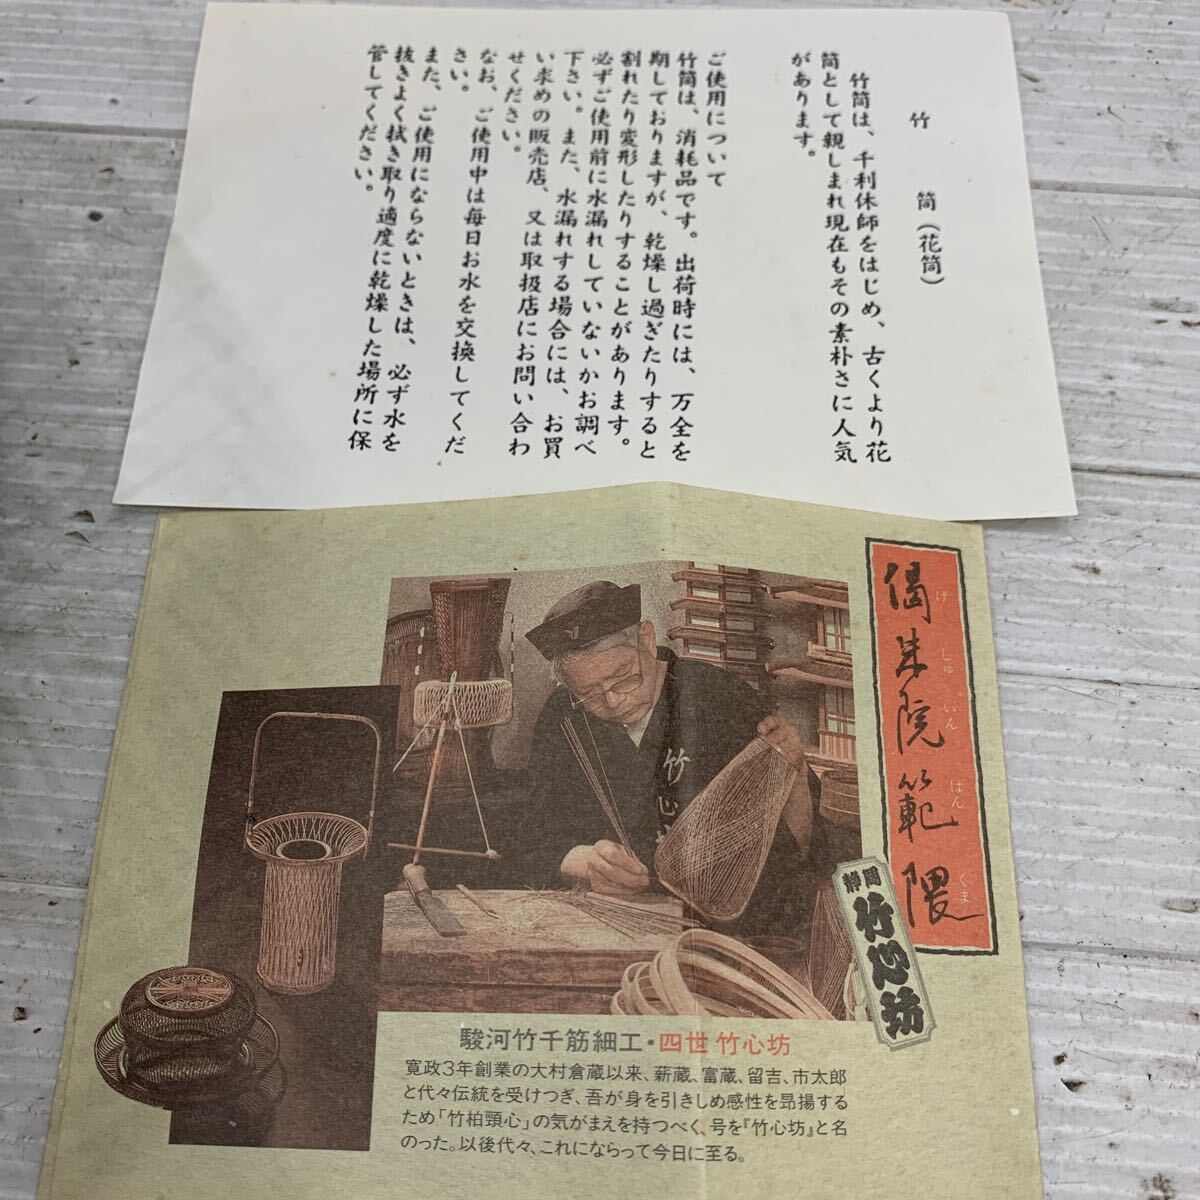 竹　筒（花筒）
竹筒は、千利休師をはじめ、古くより花
筒として親しまれ現在もその素朴さに人気
があります。
ご使用について
竹筒は、消耗品です。出荷時には、万全を
期しておりますが、乾燥し過ぎたりすると
割れたり変形したりすることがあります。
必ずご使用前に水漏れしていないかお調べ
下さい。また、水漏れする場合には、お買
い求めの販売店、又は取扱店にお問い合わ
せください。
なお、ご使用中は毎日お水を交換してくだ
さい。
また、ご使用にならないときは、必ず水を
抜きよく拭き取り適度に乾燥した場所に保
管してください。
偈朱院範隈
げしゅいんはんぐま
静岡
竹心坊
竹心坊
駿河竹千筋細工・四世 竹心坊
寛政3年創業の大村倉蔵以来、薪蔵、富蔵、留吉、市太郎
と代々伝統を受けつぎ、吾が身を引きしめ感性を昂揚する
ため「竹柏頸心」の気がまえを持つべく、号を『竹心坊』と名
のった。以後代々、これにならって今日に至る。